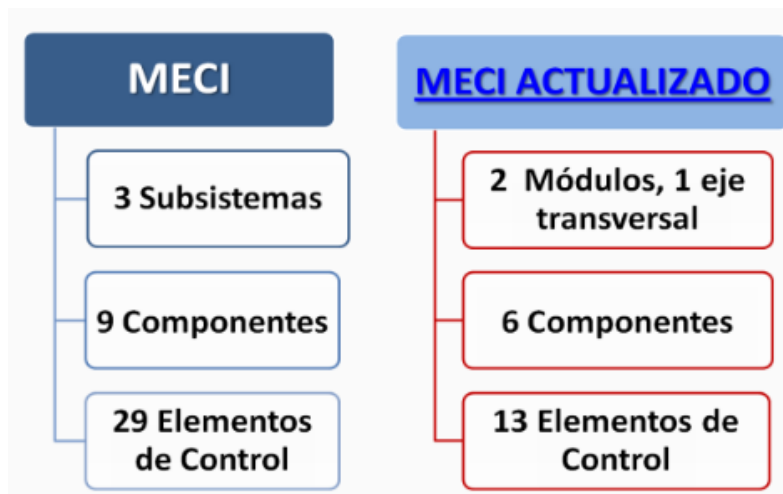 MECI
3 Subsistemas
9 Componentes
29 Elementos
de Control
MECI ACTUALIZADO
2 Módulos, 1 eje
transversal
6 Componentes
13 Elementos de
Control